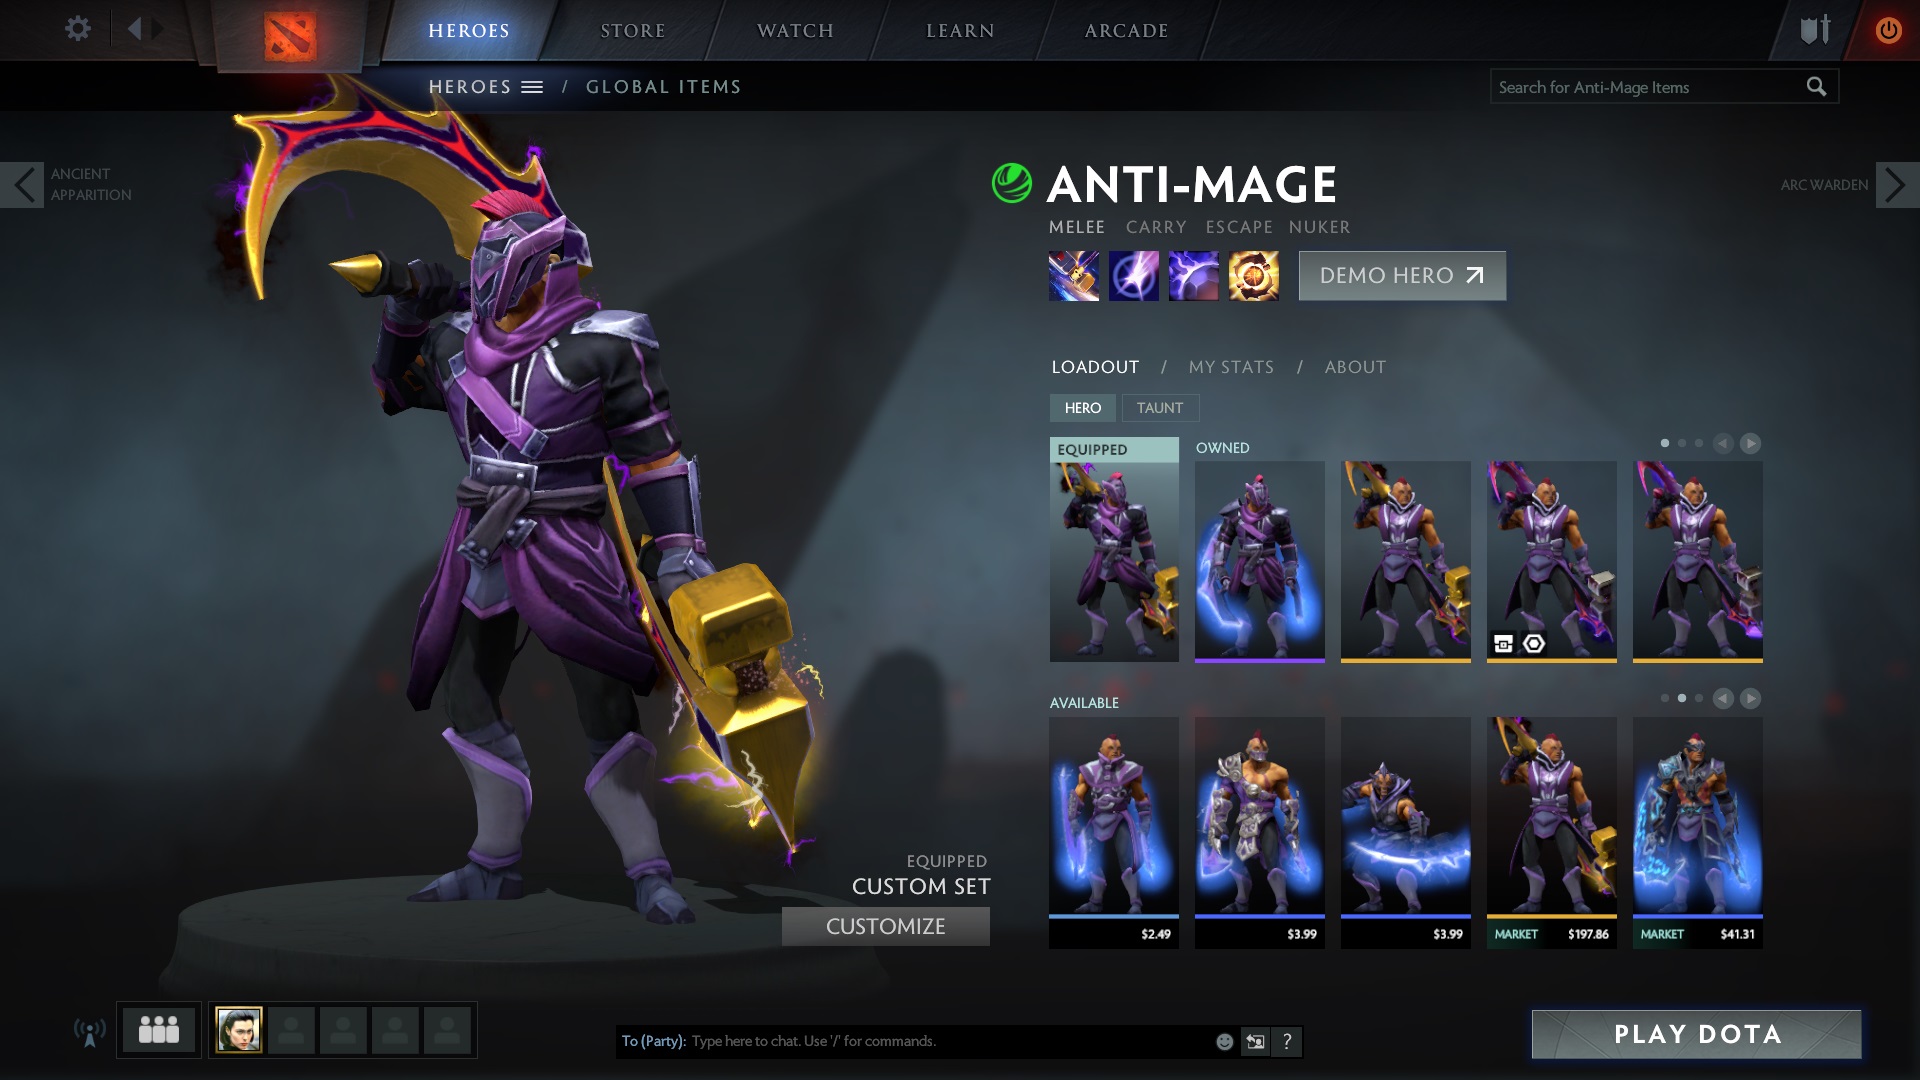 HEROES
STORE
WATCH
LEARN
ARCADE
HEROES / GLOBAL ITEMS
Search for Anti-Mage Items
ANCIENT
APPARITION
ARC WARDEN
ANTI-MAGE
MELEE CARRY ESCAPE NUKER
DEMO HERO
LOADOUT / MY STATS / ABOUT
HERO TAUNT
EQUIPPED OWNED
AVAILABLE
$2.49 $3.99 $3.99 MARKET $197.86 MARKET $41.31
EQUIPPED
CUSTOM SET
CUSTOMIZE
To (Party): Type here to chat. Use '/' for commands.
?
PLAY DOTA